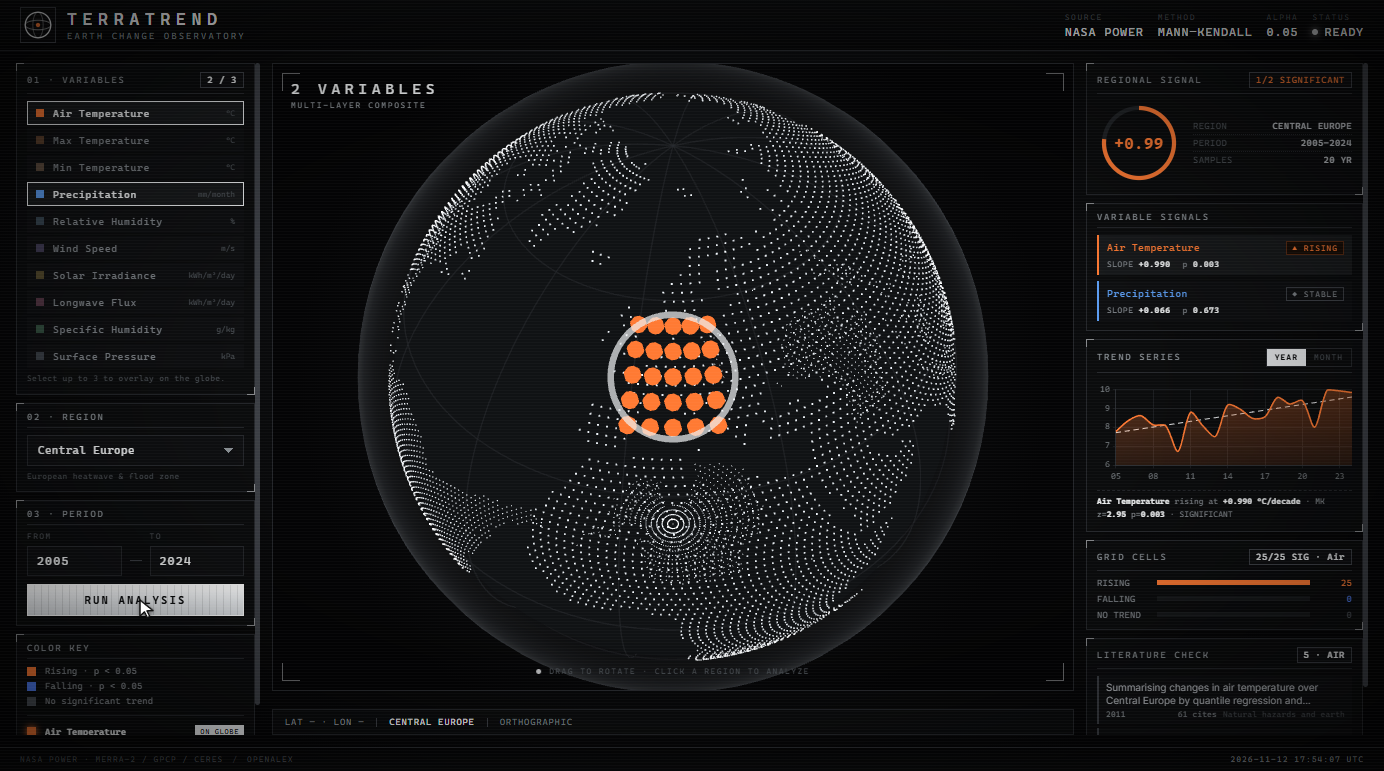 TERRATREND
EARTH CHANGE OBSERVATORY
SOURCE
NASA POWER
METHOD
MANN-KENDALL
ALPHA
0.05
STATUS
READY
01 · VARIABLES
2 / 3
Air Temperature °C
Max Temperature °C
Min Temperature °C
Precipitation mm/month
Relative Humidity %
Wind Speed m/s
Solar Irradiance kWh/m²/day
Longwave Flux kWh/m²/day
Specific Humidity g/kg
Surface Pressure kPa
Select up to 3 to overlay on the globe.
02 · REGION
Central Europe
European heatwave & flood zone
03 · PERIOD
FROM TO
2005 — 2024
RUN ANALYSIS
COLOR KEY
Rising · p < 0.05
Falling · p < 0.05
No significant trend
Air Temperature ON GLOBE
2 VARIABLES
MULTI-LAYER COMPOSITE
DRAG TO ROTATE · CLICK A REGION TO ANALYZE
LAT — · LON — | CENTRAL EUROPE | ORTHOGRAPHIC
REGIONAL SIGNAL
1/2 SIGNIFICANT
+0.99
REGION CENTRAL EUROPE
PERIOD 2005–2024
SAMPLES 20 YR
VARIABLE SIGNALS
Air Temperature
▲ RISING
SLOPE +0.990 p 0.003
Precipitation
◆ STABLE
SLOPE +0.066 p 0.673
TREND SERIES
YEAR MONTH
10
9
8
7
6
05 08 11 14 17 20 23
Air Temperature rising at +0.990 °C/decade · MK
z=2.95 p=0.003 · SIGNIFICANT
GRID CELLS
25/25 SIG · Air
RISING 25
FALLING 0
NO TREND 0
LITERATURE CHECK
5 · AIR
Summarising changes in air temperature over
Central Europe by quantile regression and...
2011 61 cites Natural hazards and earth
NASA POWER · MERRA-2 / GPCP / CERES / OPENALEX
2026-11-12 17:54:07 UTC